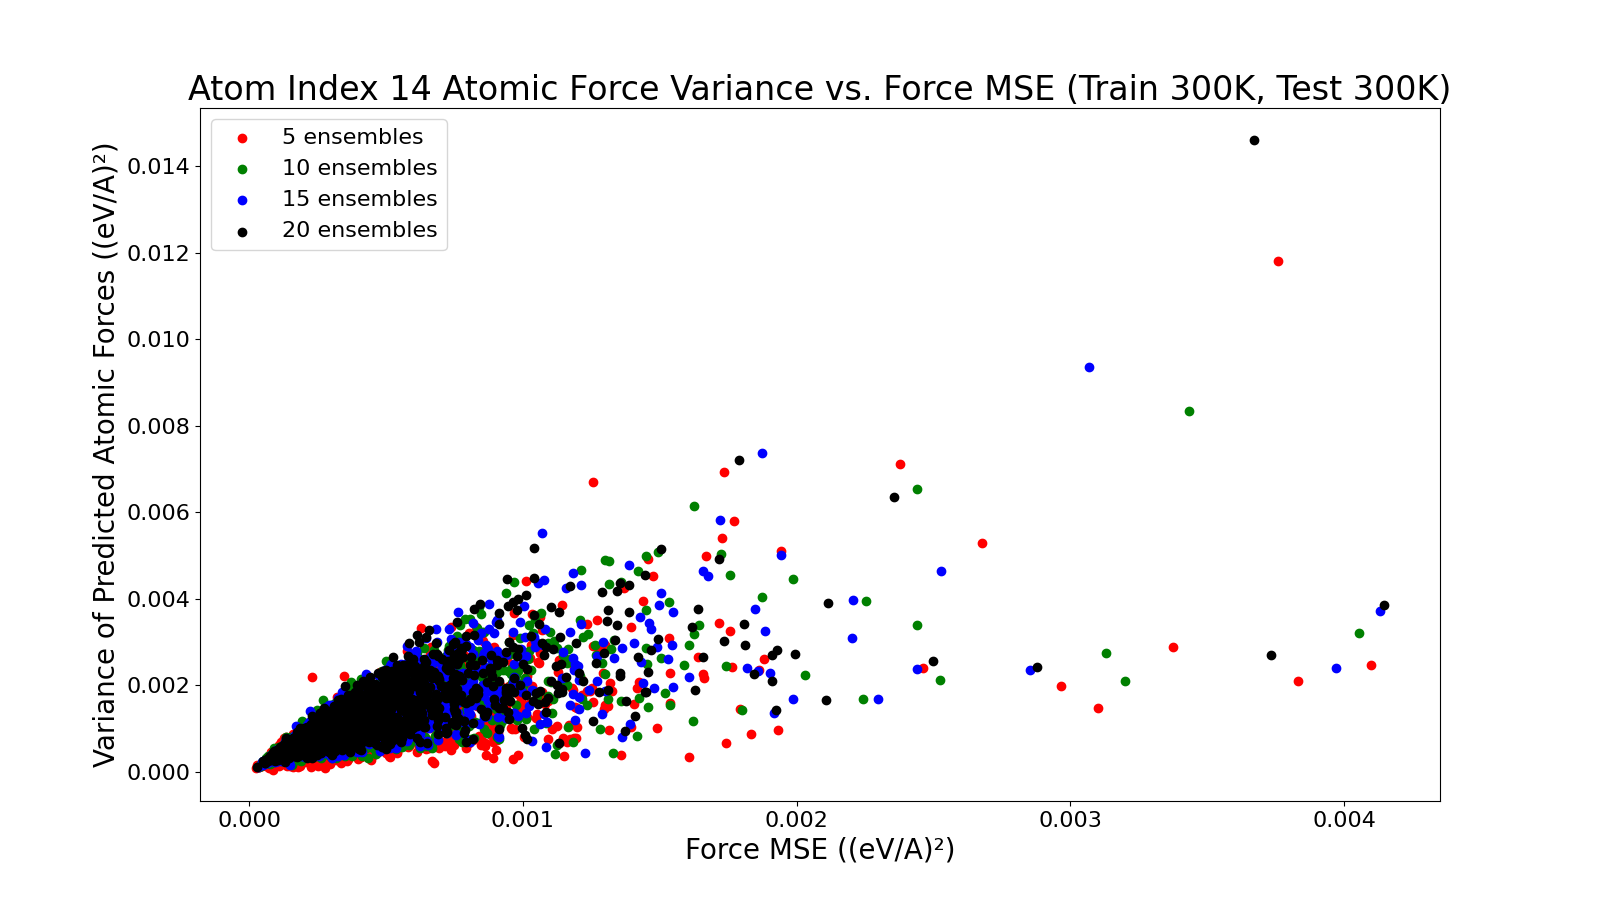 Atom Index 14 Atomic Force Variance vs. Force MSE (Train 300K, Test 300K)
5 ensembles
10 ensembles
15 ensembles
20 ensembles
Variance of Predicted Atomic Forces ((eV/A)²)
0.014
0.012
0.010
0.008
0.006
0.004
0.002
0.000
0.000
0.001
0.002
0.003
0.004
Force MSE ((eV/A)²)